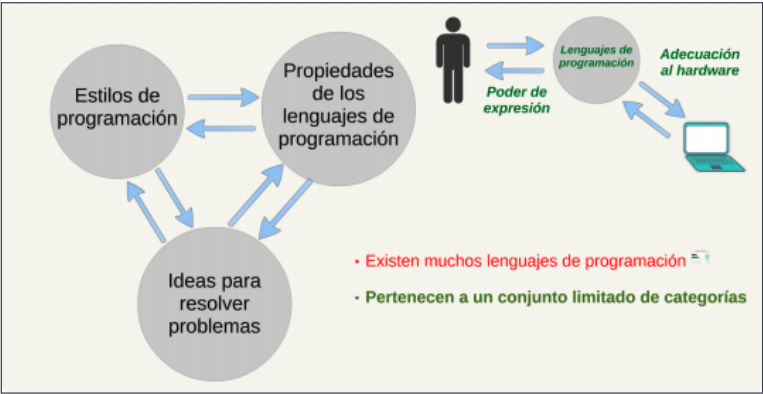 Estilos de
programación
Propiedades
de los
lenguajes de
programación
Ideas para
resolver
problemas
Lenguajes de
programación
Poder de
expresión
Adecuación
al hardware
• Existen muchos lenguajes de programación
• Pertenecen a un conjunto limitado de categorías